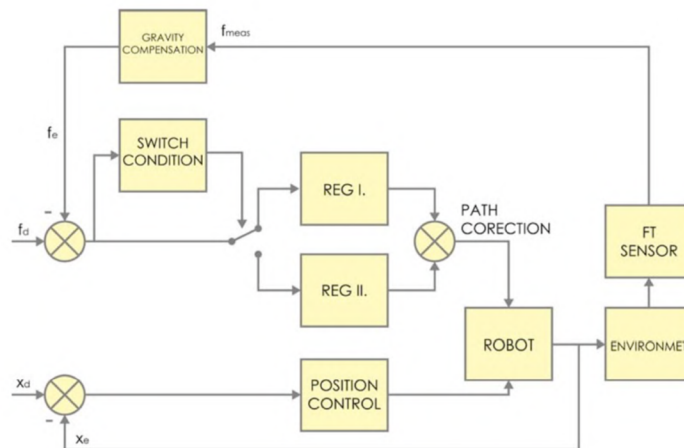 GRAVITY
COMPENSATION
fmeas
fe
SWITCH
CONDITION
REG I.
PATH
CORECTION
–
fd
FT
SENSOR
REG II.
ROBOT
ENVIRONMET
xd
POSITION
CONTROL
–
xe